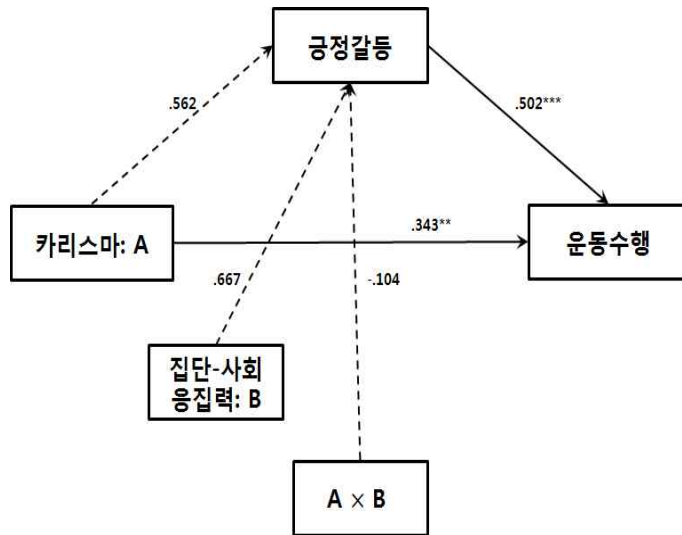 긍정갈등
.562
.502***
카리스마: A
.343**
운동수행
.667
-.104
집단-사회
응집력: B
A × B